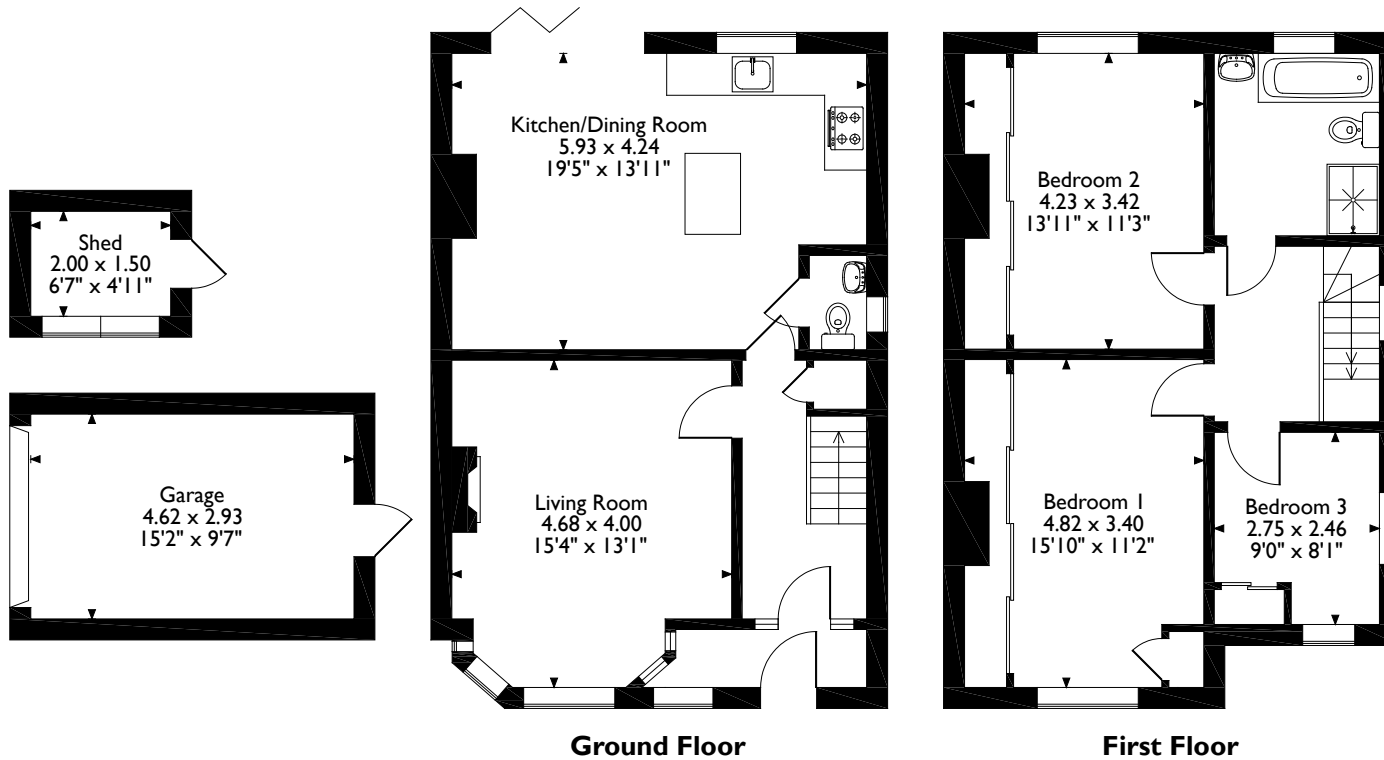 Kitchen/Dining Room
5.93 x 4.24
19'5" x 13'11"
Shed
2.00 x 1.50
6'7" x 4'11"
Garage
4.62 x 2.93
15'2" x 9'7"
Living Room
4.68 x 4.00
15'4" x 13'1"
Bedroom 2
4.23 x 3.42
13'11" x 11'3"
Bedroom 1
4.82 x 3.40
15'10" x 11'2"
Bedroom 3
2.75 x 2.46
9'0" x 8'1"
Ground Floor
First Floor